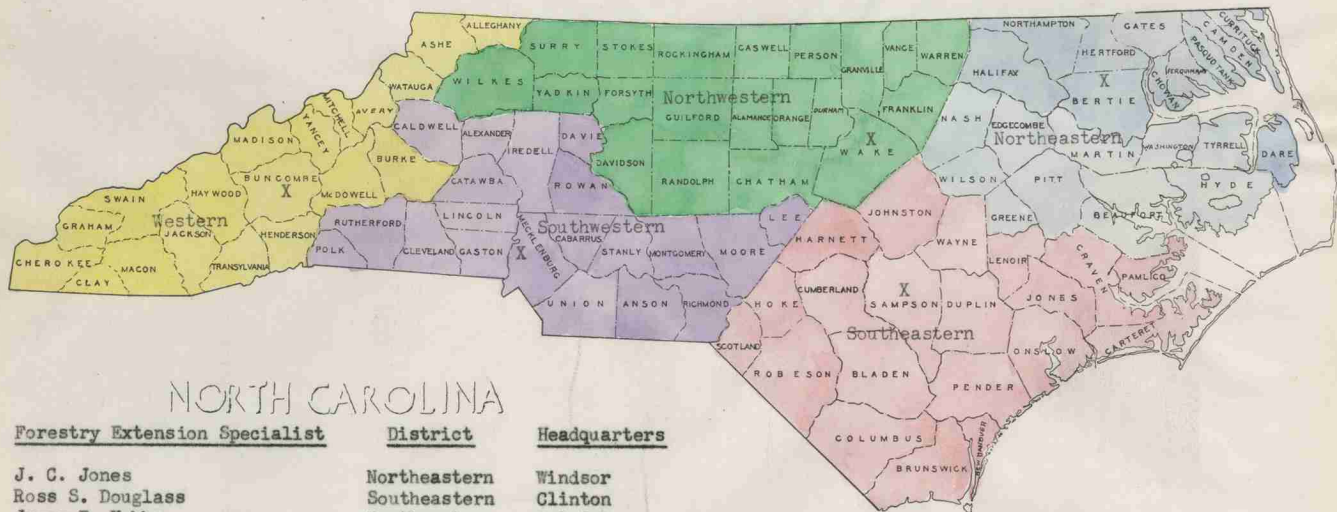 ALLEGHANY
ASHE
SURRY
STOKES
ROCKINGHAM
CASWELL
PERSON
VANCE
WARREN
GRANVILLE
NORTHAMPTON
GATES
CURRITUCK
CAMDEN
PASQUOTANK
HERTFORD
PERQUIMANS
CHOWAN
HALIFAX
X
BERTIE
WILKES
WATAUGA
YADKIN
FORSYTH
Northwestern
GUILFORD
ALAMANCE
ORANGE
DURHAM
FRANKLIN
NASH
EDGECOMBE
Northeastern
MARTIN
WASHINGTON
TYRRELL
DARE
MITCHELL
AVERY
YANCEY
MADISON
CALDWELL
ALEXANDER
IREDELL
DAVIE
DAVIDSON
RANDOLPH
CHATHAM
X
WAKE
WILSON
PITT
HYDE
BEAUFORT
GREENE
BUNCOMBE
X
McDOWELL
BURKE
CATAWBA
ROWAN
HAYWOOD
SWAIN
Western
GRAHAM
JACKSON
HENDERSON
RUTHERFORD
LINCOLN
Southwestern
MECKLENBURG
CABARRUS
X
LEE
JOHNSTON
HARNETT
WAYNE
LENOIR
CRAVEN
PAMLICO
CHEROKEE
MACON
CLAY
TRANSYLVANIA
POLK
CLEVELAND
GASTON
STANLY
MONTGOMERY
MOORE
UNION
ANSON
RICHMOND
HOKE
CUMBERLAND
X
SAMPSON
DUPLIN
JONES
CARTERET
Southeastern
ONSLOW
SCOTLAND
ROBESON
BLADEN
PENDER
COLUMBUS
NEW HANOVER
BRUNSWICK
NORTH CAROLINA
Forestry Extension Specialist District Headquarters
J. C. Jones Northeastern Windsor
Ross S. Douglass Southeastern Clinton